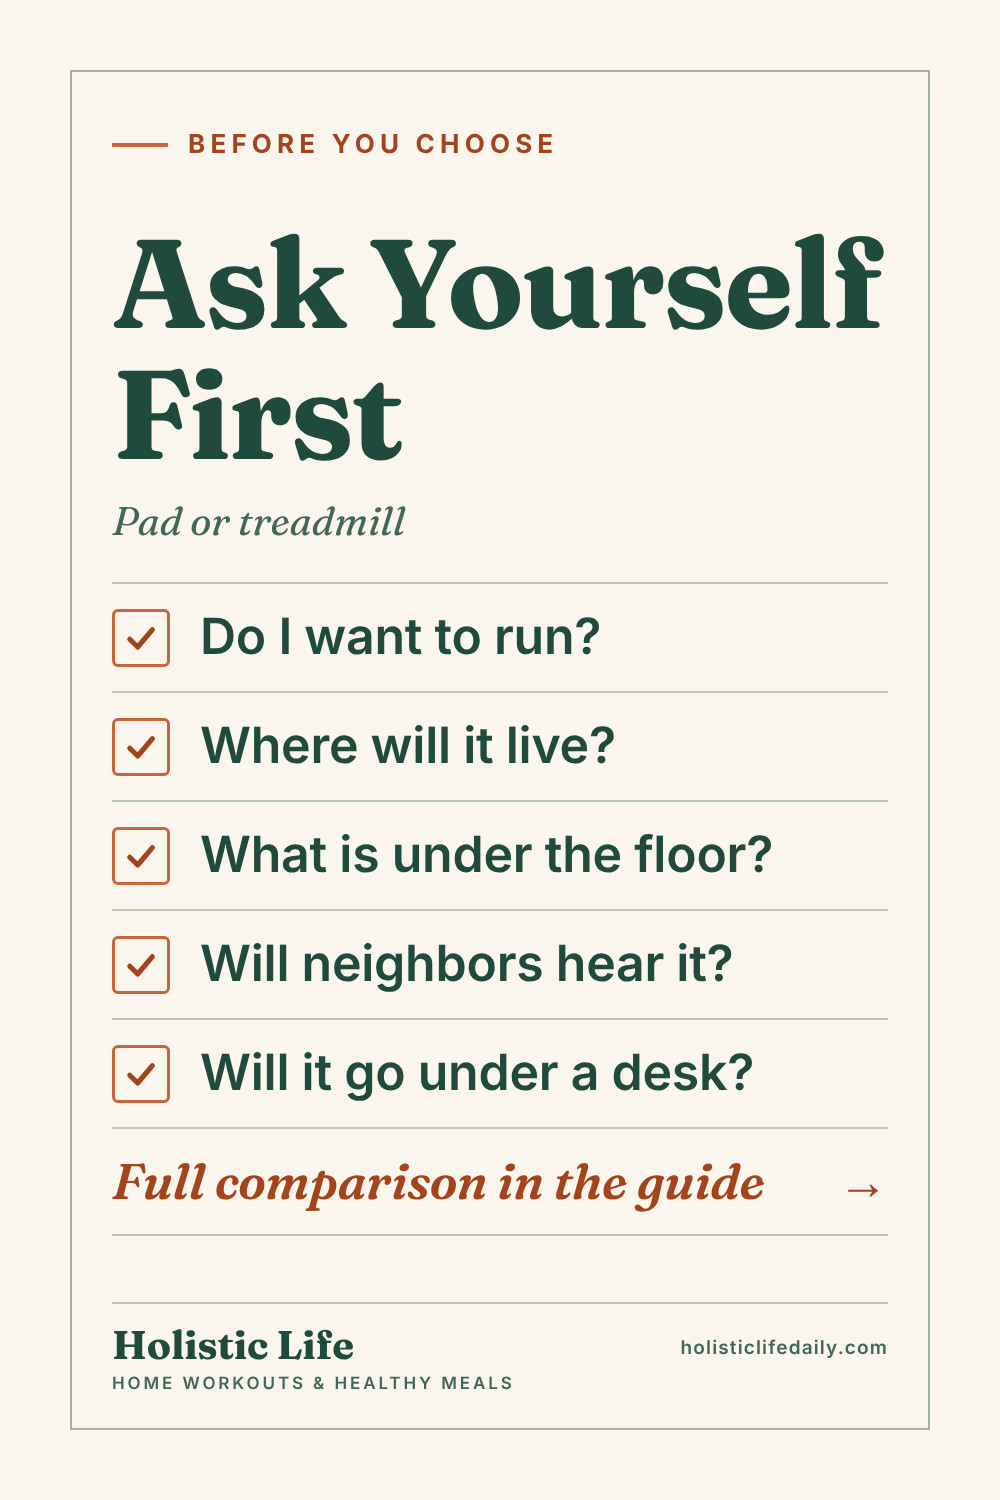 BEFORE YOU CHOOSE
Ask Yourself
First
Pad or treadmill
Do I want to run?
Where will it live?
What is under the floor?
Will neighbors hear it?
Will it go under a desk?
Full comparison in the guide →
Holistic Life
holisticlifedaily.com
HOME WORKOUTS & HEALTHY MEALS